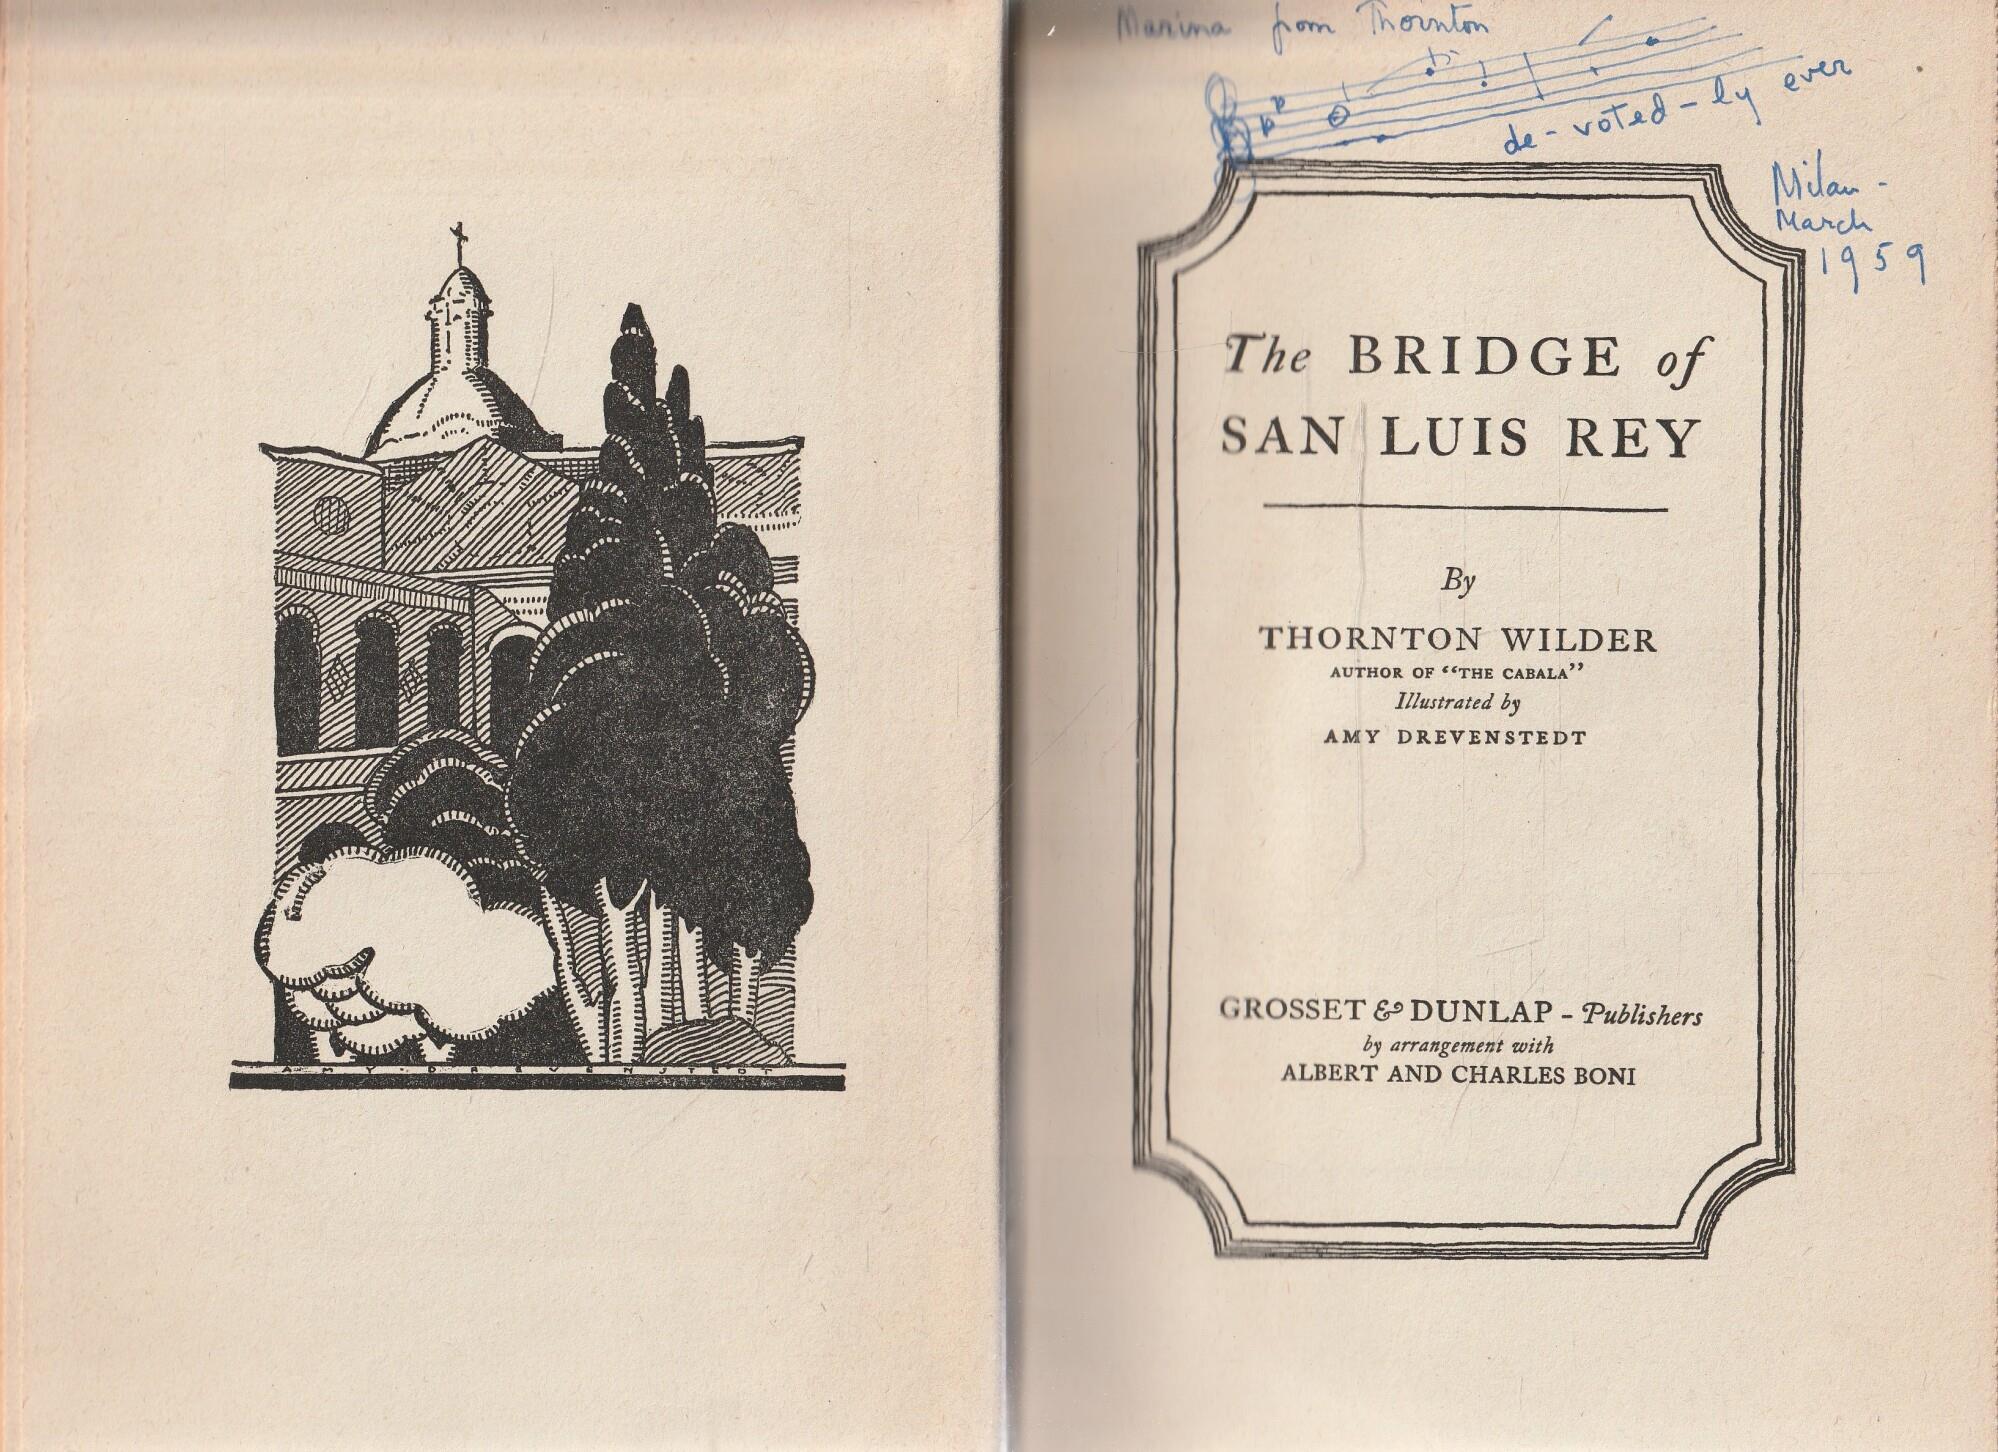 AMY · DREVENSTEDT
Marina from Thornton
de-voted-ly ever
Milan -
March
1959
The BRIDGE of
SAN LUIS REY
By
THORNTON WILDER
AUTHOR OF “THE CABALA”
Illustrated by
AMY DREVENSTEDT
GROSSET & DUNLAP - Publishers
by arrangement with
ALBERT AND CHARLES BONI